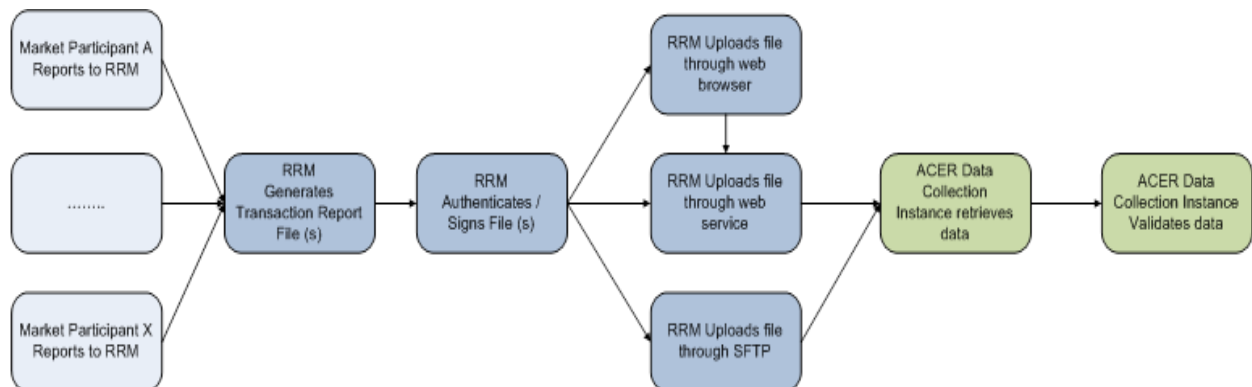 Market Participant A
Reports to RRM
........
Market Participant X
Reports to RRM
RRM
Generates
Transaction Report
File (s)
RRM
Authenticates /
Signs File (s)
RRM Uploads file
through web
browser
RRM Uploads file
through web
service
RRM Uploads file
through SFTP
ACER Data
Collection
Instance retrieves
data
ACER Data
Collection Instance
Validates data